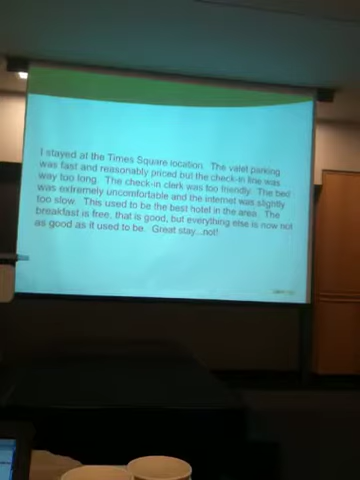 I stayed at the Times Square location. The valet parking
was fast and reasonably priced but the check-in line was
way too long. The check-in clerk was too friendly. The bed
was extremely uncomfortable and the internet was slightly
too slow. This used to be the best hotel in the area. The
breakfast is free, that is good, but everything else is now not
as good as it used to be. Great stay...not!